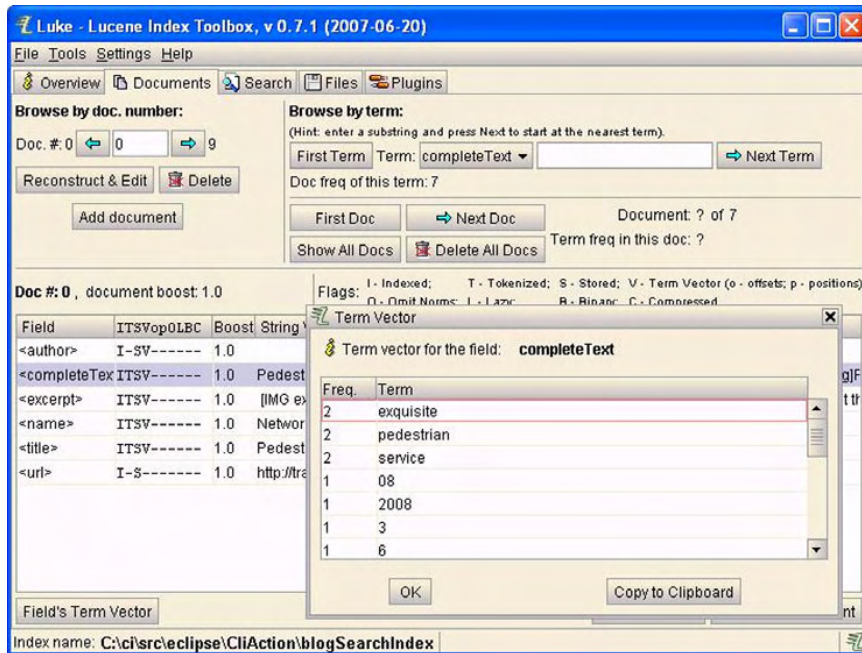 Luke - Lucene Index Toolbox, v 0.7.1 (2007-06-20)
File Tools Settings Help
Overview Documents Search Files Plugins
Browse by doc. number:
Doc. #: 0 0 9
Reconstruct & Edit Delete
Add document
Browse by term:
(Hint: enter a substring and press Next to start at the nearest term).
First Term Term: completeText Next Term
Doc freq of this term: 7
First Doc Next Doc Document: ? of 7
Show All Docs Delete All Docs Term freq in this doc: ?
Doc #: 0 , document boost: 1.0
Flags: I - Indexed; T - Tokenized; S - Stored; V - Term Vector (o - offsets; p - positions)
O - Omit Norms; L - Lazy; B - Binary; C - Compressed
Field ITSVopOLBC Boost String V
<author> I-SV------ 1.0
<completeTex ITSV------ 1.0 Pedest g]F
<excerpt> ITSV------ 1.0 [IMG ex t th
<name> ITSV------ 1.0 Networ
<title> ITSV------ 1.0 Pedest
<url> I-S------- 1.0 http://tra
Term Vector
Term vector for the field: completeText
Freq. Term
2 exquisite
2 pedestrian
2 service
1 08
1 2008
1 3
1 6
OK Copy to Clipboard
Field's Term Vector nt
Index name: C:\ci\src\eclipse\CliAction\blogSearchIndex